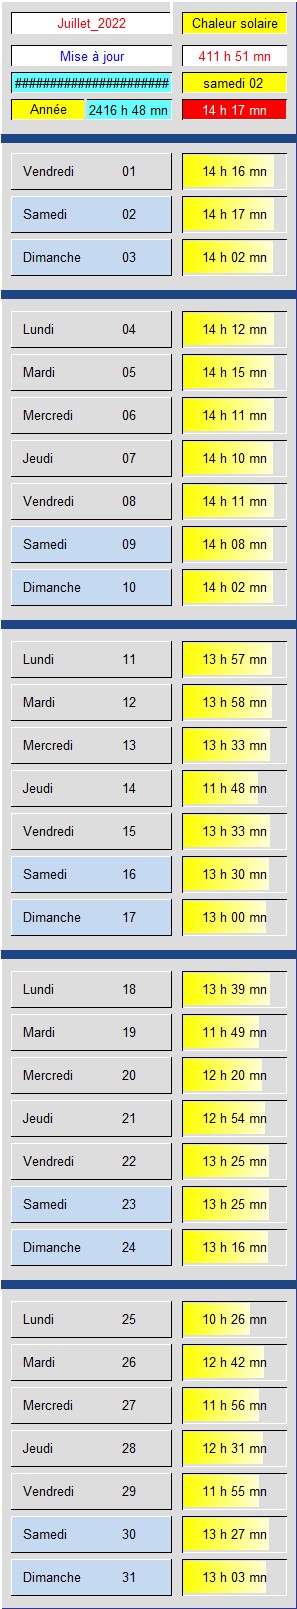 Juillet_2022 Chaleur solaire
Mise à jour 411 h 51 mn
###################### samedi 02
Année 2416 h 48 mn 14 h 17 mn
Vendredi 01 14 h 16 mn
Samedi 02 14 h 17 mn
Dimanche 03 14 h 02 mn
Lundi 04 14 h 12 mn
Mardi 05 14 h 15 mn
Mercredi 06 14 h 11 mn
Jeudi 07 14 h 10 mn
Vendredi 08 14 h 11 mn
Samedi 09 14 h 08 mn
Dimanche 10 14 h 02 mn
Lundi 11 13 h 57 mn
Mardi 12 13 h 58 mn
Mercredi 13 13 h 33 mn
Jeudi 14 11 h 48 mn
Vendredi 15 13 h 33 mn
Samedi 16 13 h 30 mn
Dimanche 17 13 h 00 mn
Lundi 18 13 h 39 mn
Mardi 19 11 h 49 mn
Mercredi 20 12 h 20 mn
Jeudi 21 12 h 54 mn
Vendredi 22 13 h 25 mn
Samedi 23 13 h 25 mn
Dimanche 24 13 h 16 mn
Lundi 25 10 h 26 mn
Mardi 26 12 h 42 mn
Mercredi 27 11 h 56 mn
Jeudi 28 12 h 31 mn
Vendredi 29 11 h 55 mn
Samedi 30 13 h 27 mn
Dimanche 31 13 h 03 mn